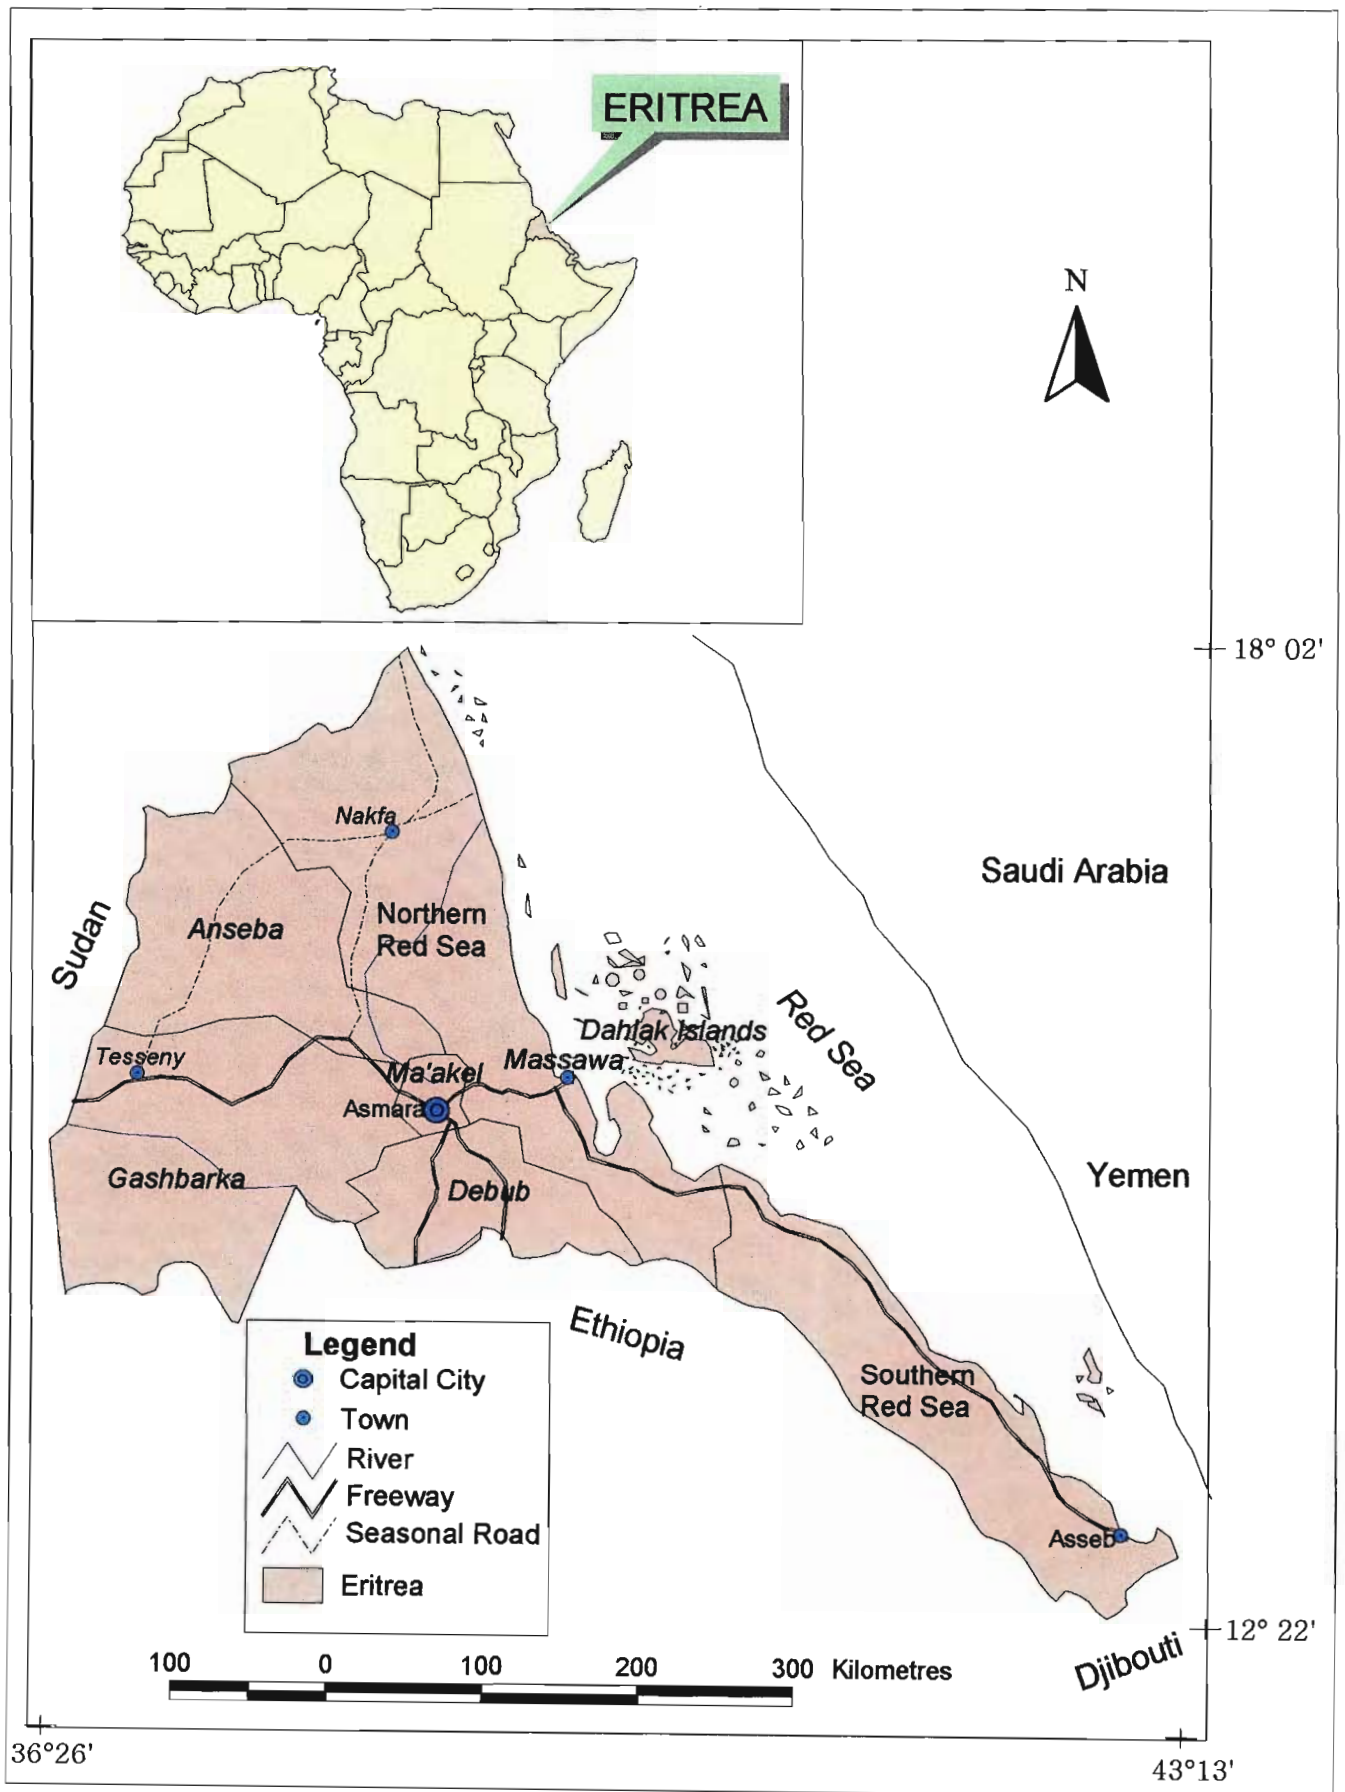 ERITREA
N
18° 02'
Nakfa
Saudi Arabia
Sudan
Anseba
Northern
Red Sea
Red Sea
Dahlak Islands
Tesseny
Massawa
Ma'akel
Asmara
Yemen
Gashbarka
Debub
Ethiopia
Southern
Red Sea
Asseb
Djibouti
Legend
Capital City
Town
River
Freeway
Seasonal Road
Eritrea
12° 22'
100 0 100 200 300 Kilometres
36°26'
43°13'